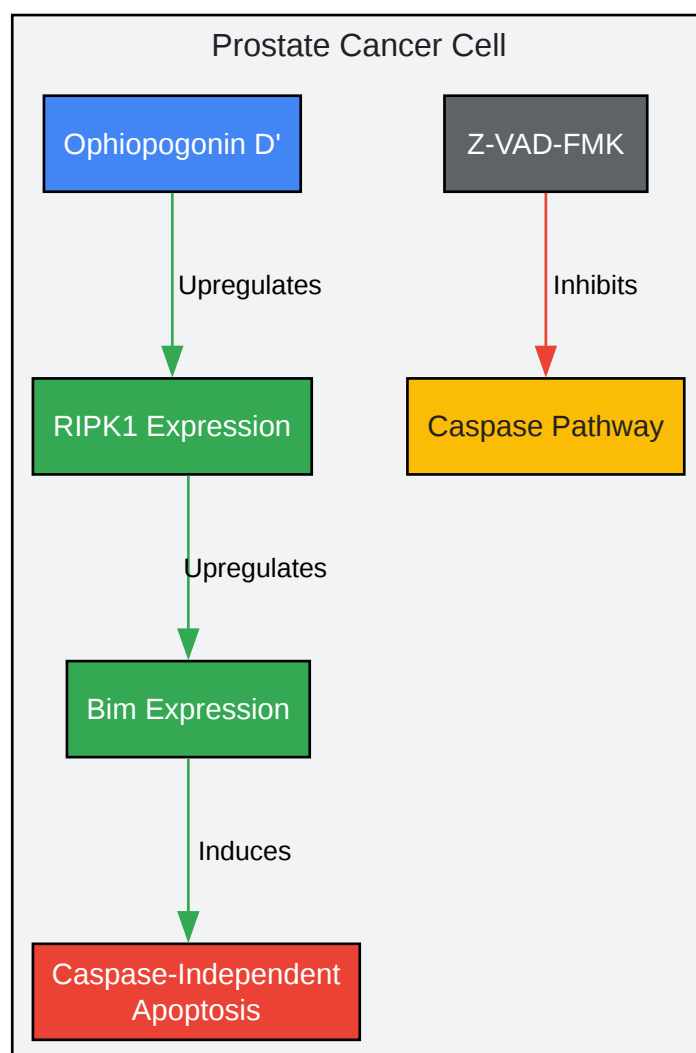 Prostate Cancer Cell
Ophiopogonin D'
Z-VAD-FMK
Upregulates
Inhibits
RIPK1 Expression
Caspase Pathway
Upregulates
Bim Expression
Induces
Caspase-Independent
Apoptosis